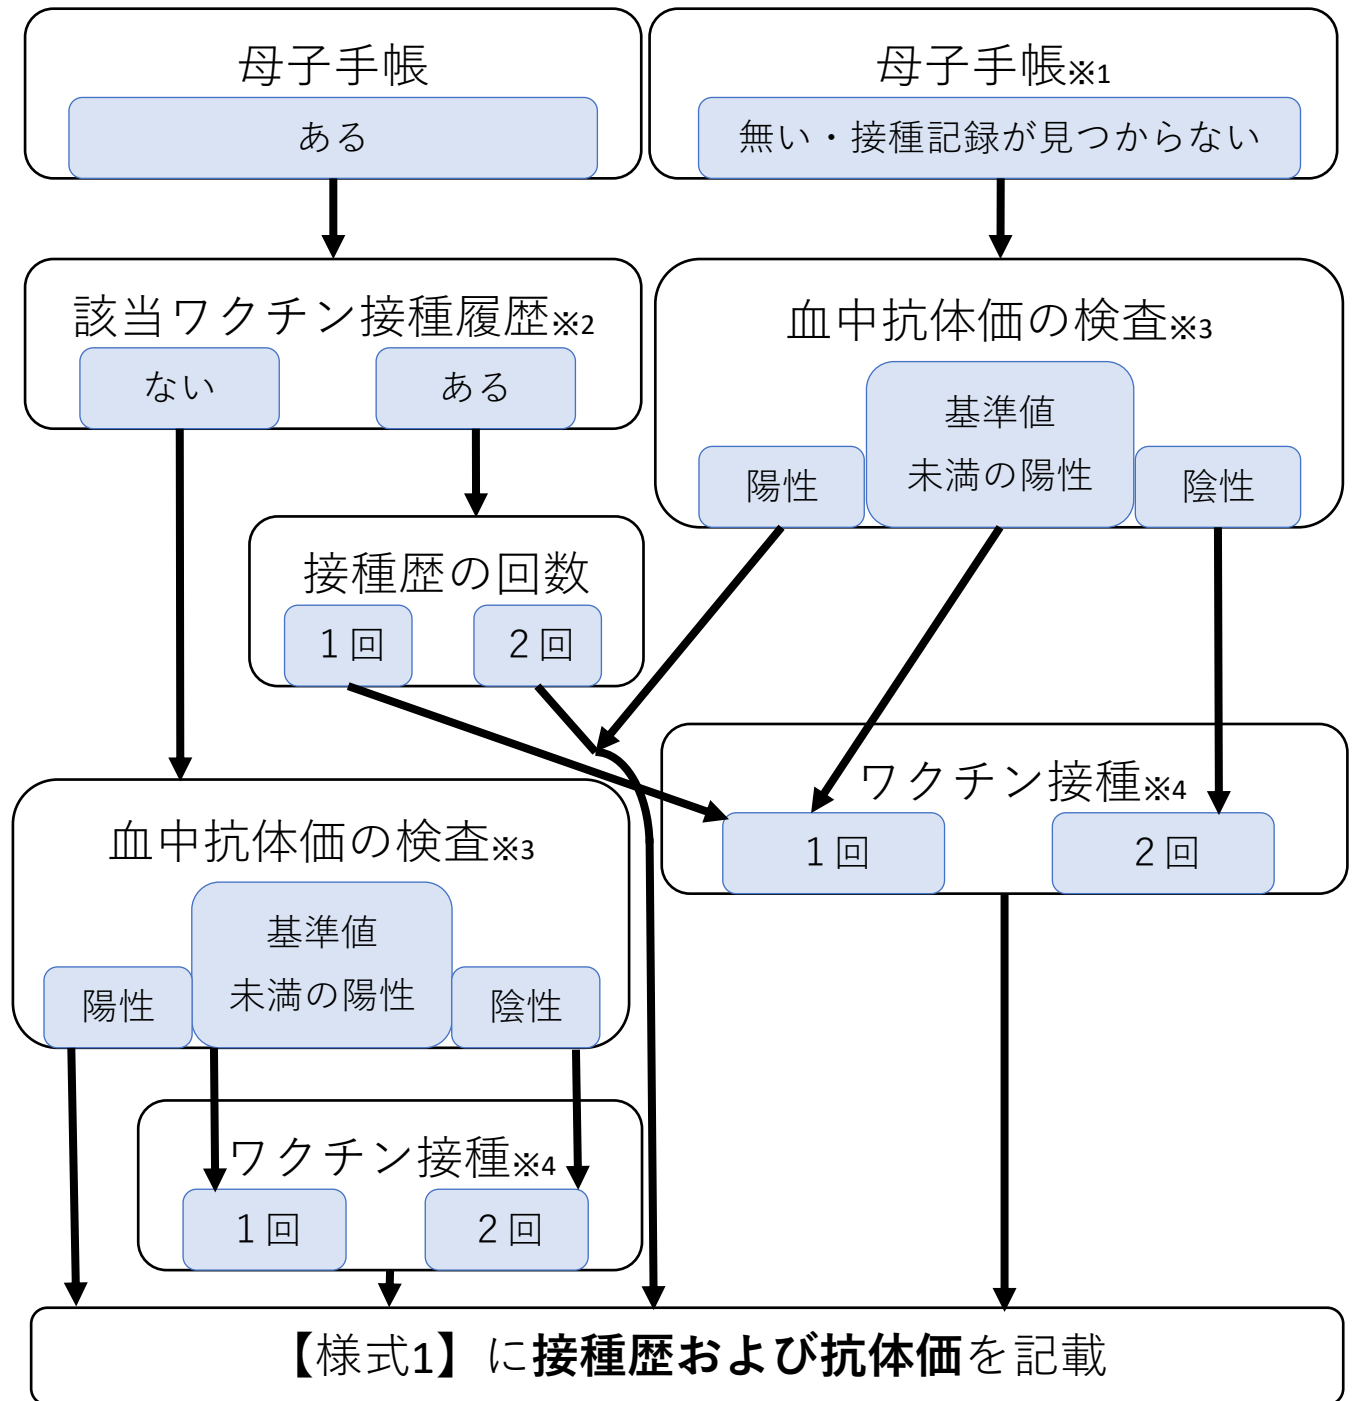 母子手帳
ある
母子手帳※1
無い・接種記録が見つからない
該当ワクチン接種履歴※2
ない
ある
血中抗体価の検査※3
基準値
未満の陽性
陽性
陰性
接種歴の回数
１回
２回
ワクチン接種※4
１回
２回
血中抗体価の検査※3
基準値
未満の陽性
陽性
陰性
ワクチン接種※4
１回
２回
【様式1】に接種歴および抗体価を記載